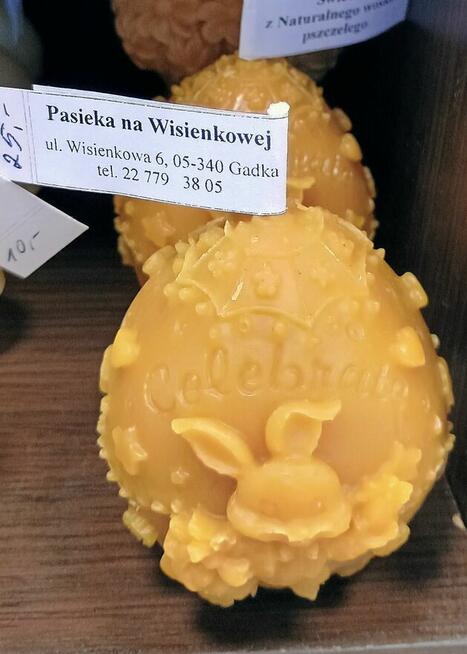 z Naturalnego wosku
pszczelego
25,-
Pasieka na Wisienkowej
ul. Wisienkowa 6, 05-340 Gadka
tel. 22 779 38 05
10,-
Celebrate